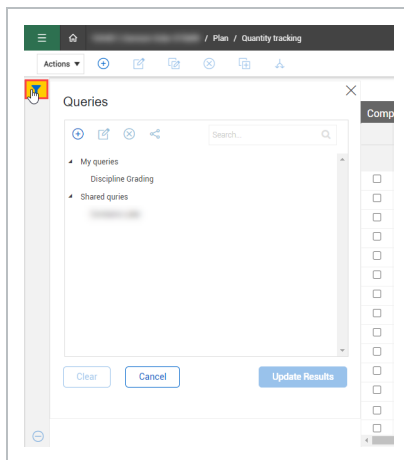 / Plan / Quantity tracking
Actions
Queries
Comp
Search...
My queries
Discipline Grading
Shared quries
Clear
Cancel
Update Results